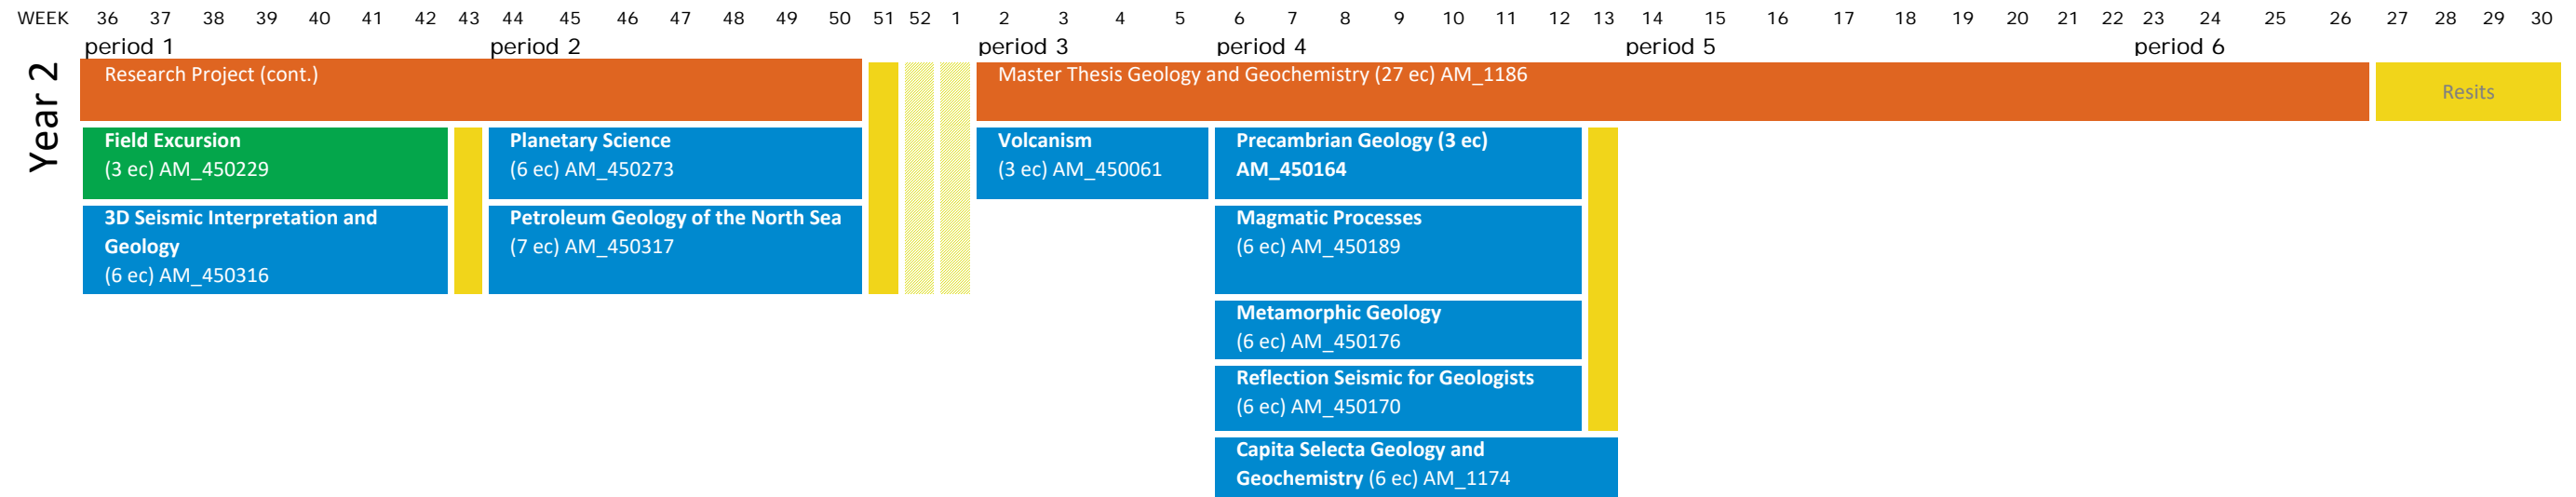 WEEK 36 37 38 39 40 41 42 43 44 45 46 47 48 49 50 51 52 1 2 3 4 5 6 7 8 9 10 11 12 13 14 15 16 17 18 19 20 21 22 23 24 25 26 27 28 29 30
period 1 period 2 period 3 period 4 period 5 period 6
Year 2
Research Project (cont.)
Master Thesis Geology and Geochemistry (27 ec) AM_1186
Resits
Field Excursion
(3 ec) AM_450229
Planetary Science
(6 ec) AM_450273
Volcanism
(3 ec) AM_450061
Precambrian Geology (3 ec)
AM_450164
3D Seismic Interpretation and
Geology
(6 ec) AM_450316
Petroleum Geology of the North Sea
(7 ec) AM_450317
Magmatic Processes
(6 ec) AM_450189
Metamorphic Geology
(6 ec) AM_450176
Reflection Seismic for Geologists
(6 ec) AM_450170
Capita Selecta Geology and
Geochemistry (6 ec) AM_1174